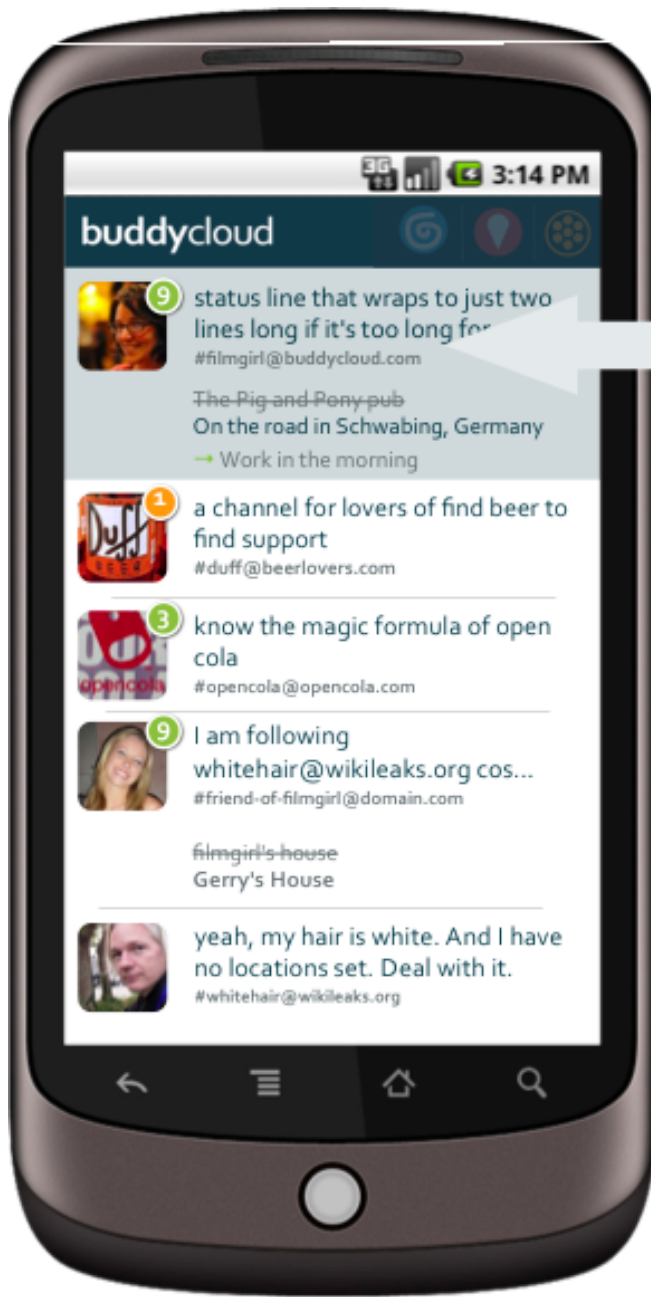 3G
3:14 PM
buddycloud
9
status line that wraps to just two
lines long if it's too long for
#filmgirl@buddycloud.com
The Pig and Pony pub
On the road in Schwabing, Germany
→ Work in the morning
1
a channel for lovers of find beer to
find support
#duff@beerlovers.com
Duff
BEER
3
know the magic formula of open
cola
#opencola@opencola.com
opencola
9
I am following
whitehair@wikileaks.org cos...
#friend-of-filmgirl@domain.com
filmgirl's house
Gerry's House
yeah, my hair is white. And I have
no locations set. Deal with it.
#whitehair@wikileaks.org